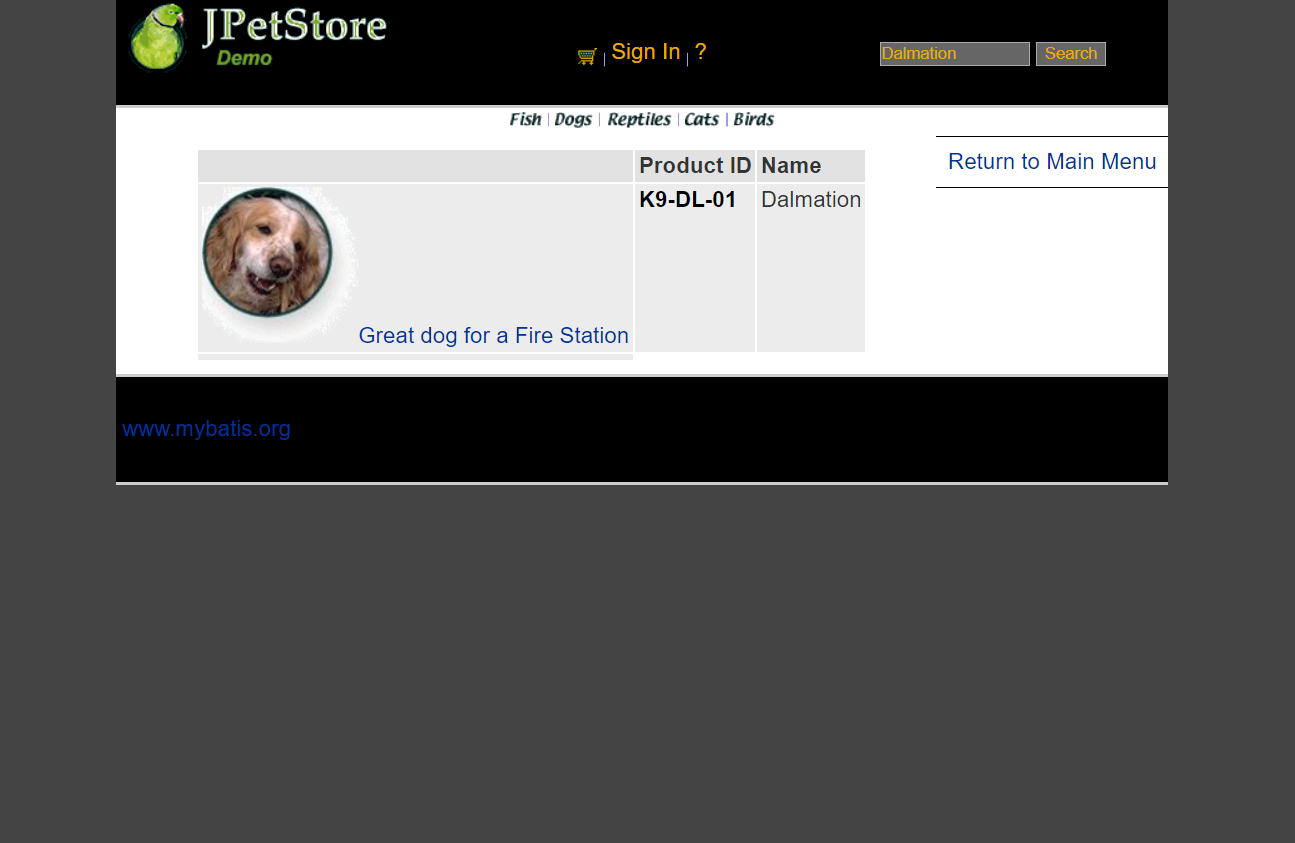 JPetStore
Demo
Sign In | ?
Dalmation
Search
Fish | Dogs | Reptiles | Cats | Birds
Return to Main Menu
Product ID Name
K9-DL-01 Dalmation
Great dog for a Fire Station
www.mybatis.org